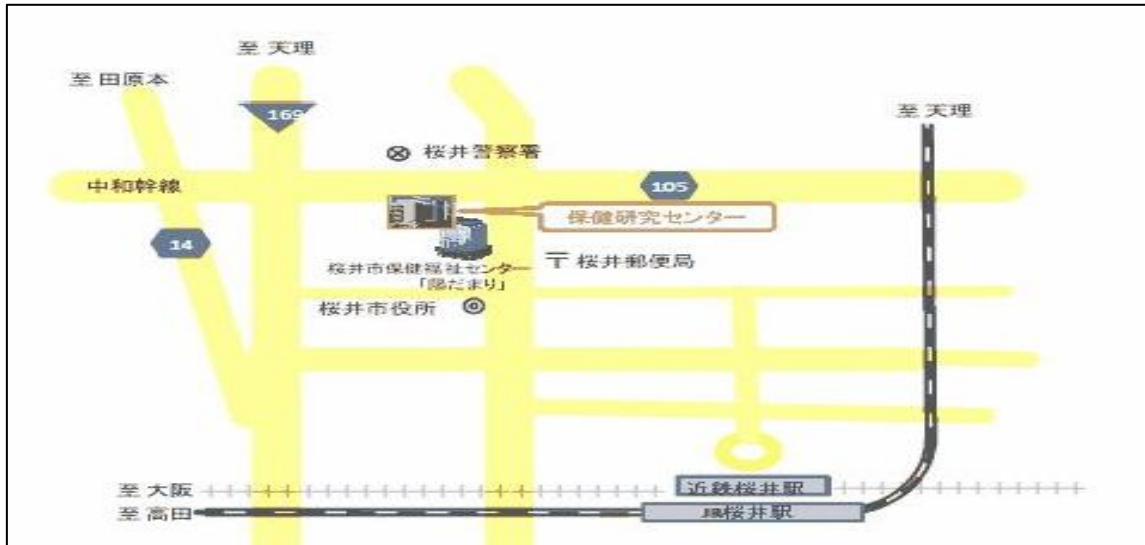 至 天理
至 田原本
169
至 天理
桜井警察署
中和幹線
105
保健研究センター
14
桜井郵便局
桜井市保健福祉センター
「陽だまり」
桜井市役所
至 大阪
近鉄桜井駅
至 高田
JR桜井駅